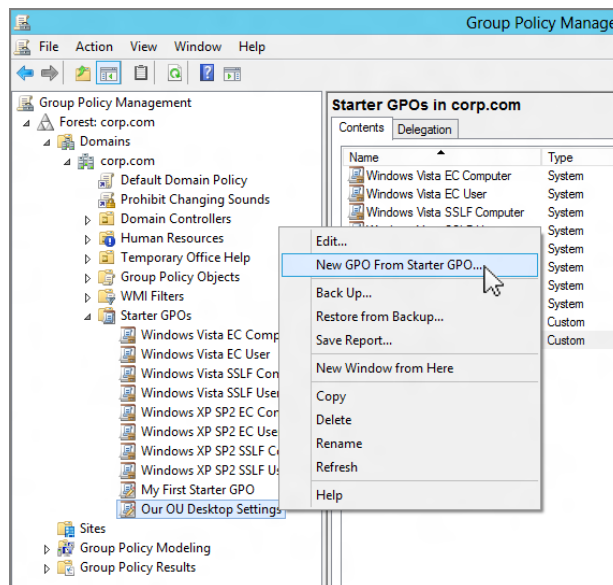 Group Policy Manage
File Action View Window Help
Group Policy Management
Forest: corp.com
Domains
corp.com
Default Domain Policy
Prohibit Changing Sounds
Domain Controllers
Human Resources
Temporary Office Help
Group Policy Objects
WMI Filters
Starter GPOs
Windows Vista EC Comp
Windows Vista EC User
Windows Vista SSLF Con
Windows Vista SSLF User
Windows XP SP2 EC Con
Windows XP SP2 EC Use
Windows XP SP2 SSLF C
Windows XP SP2 SSLF Us
My First Starter GPO
Our OU Desktop Settings
Sites
Group Policy Modeling
Group Policy Results
Starter GPOs in corp.com
Contents Delegation
Name Type
Windows Vista EC Computer System
Windows Vista EC User System
Windows Vista SSLF Computer System
System
System
System
System
System
Custom
Custom
Edit...
New GPO From Starter GPO...
Back Up...
Restore from Backup...
Save Report...
New Window from Here
Copy
Delete
Rename
Refresh
Help